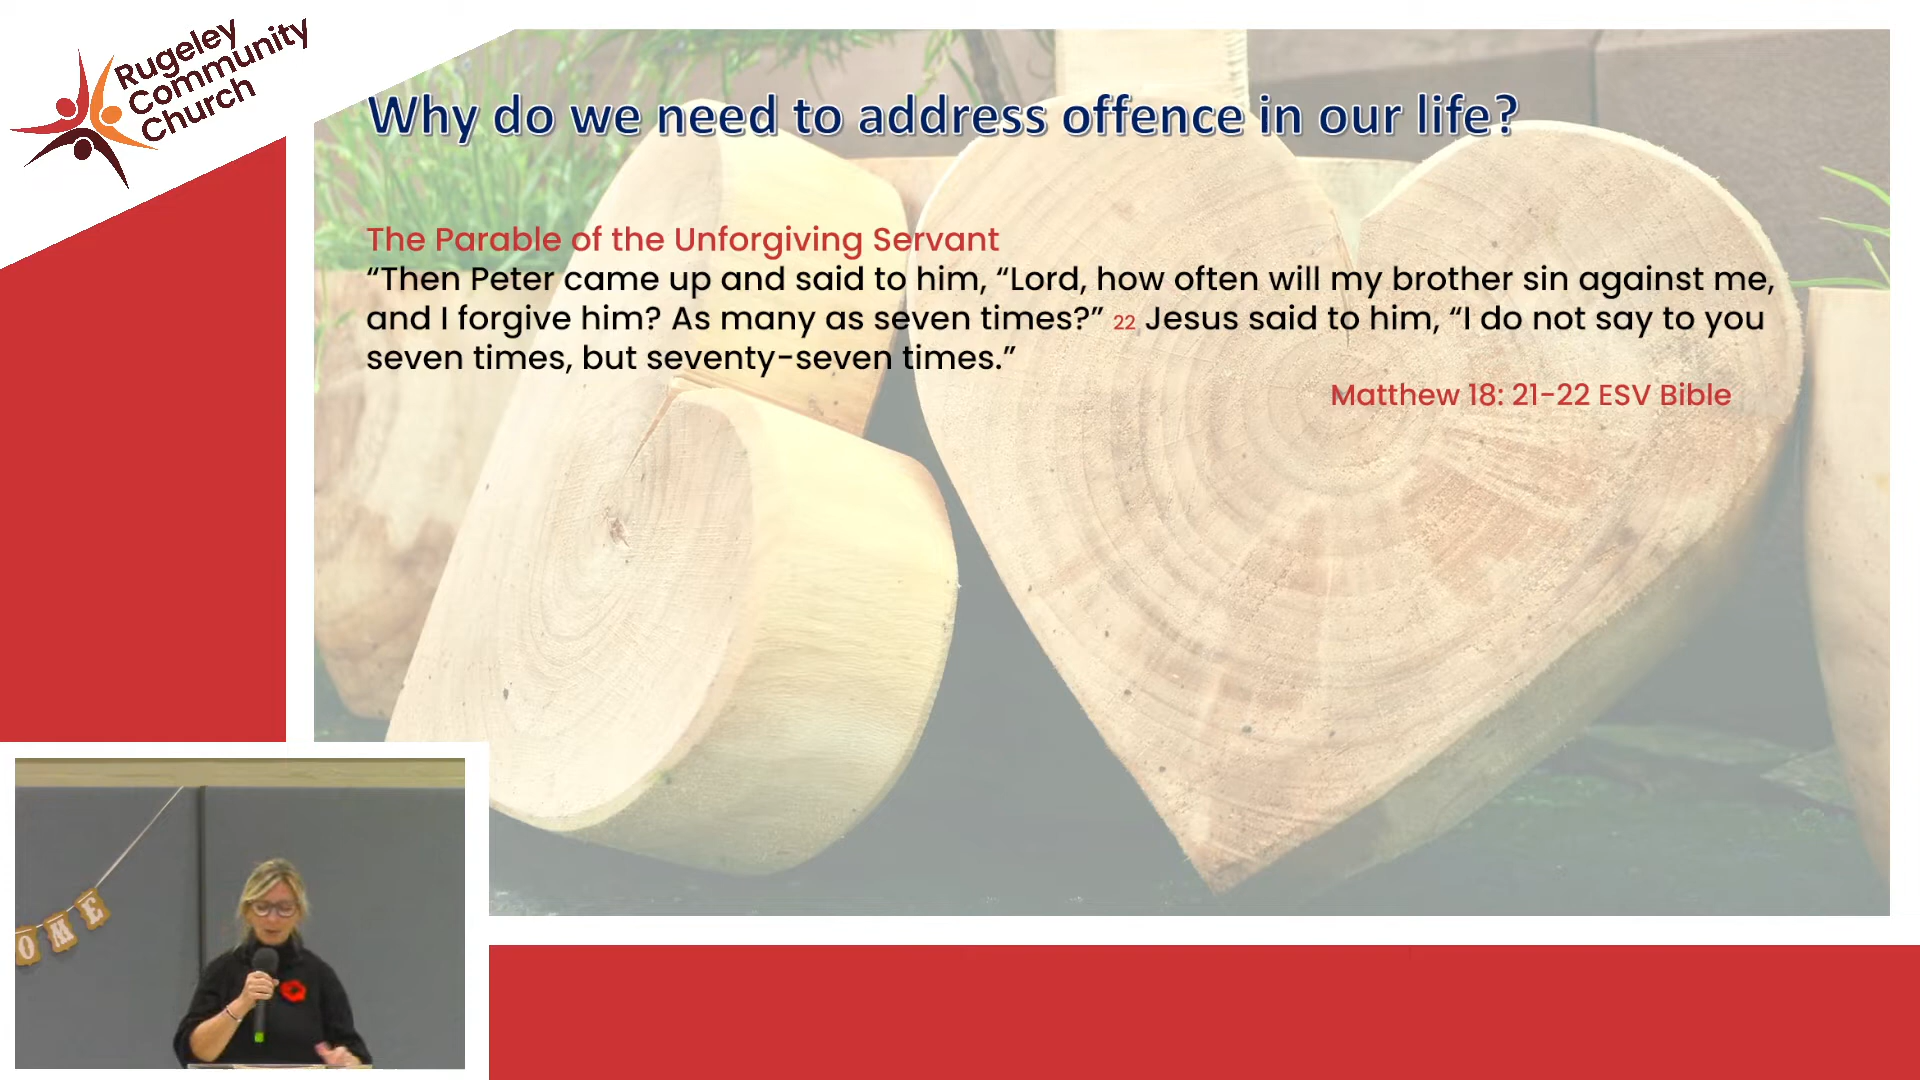 Rugeley
Community
Church
Why do we need to address offence in our life?
The Parable of the Unforgiving Servant
“Then Peter came up and said to him, “Lord, how often will my brother sin against me,
and I forgive him? As many as seven times?” 22 Jesus said to him, “I do not say to you
seven times, but seventy-seven times.”
Matthew 18: 21-22 ESV Bible
OME